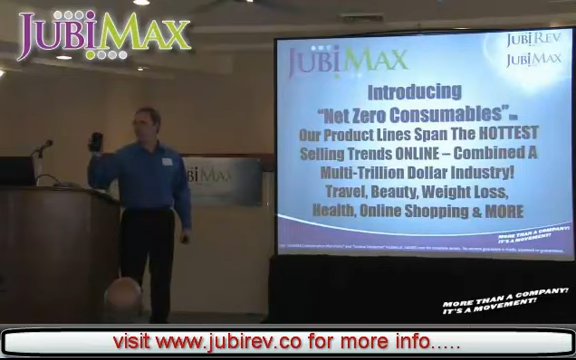 JUBIMAX
JUBIMAX
JUBIREV
JUBIMAX
Introducing
"Net Zero Consumables"
Our Product Lines Span The HOTTEST
Selling Trends ONLINE – Combined A
Multi-Trillion Dollar Industry!
Travel, Beauty, Weight Loss,
Health, Online Shopping & MORE
MORE THAN A COMPANY!
IT'S A MOVEMENT!
MORE THAN A COMPANY!
IT'S A MOVEMENT!
visit www.jubirev.co for more info.....